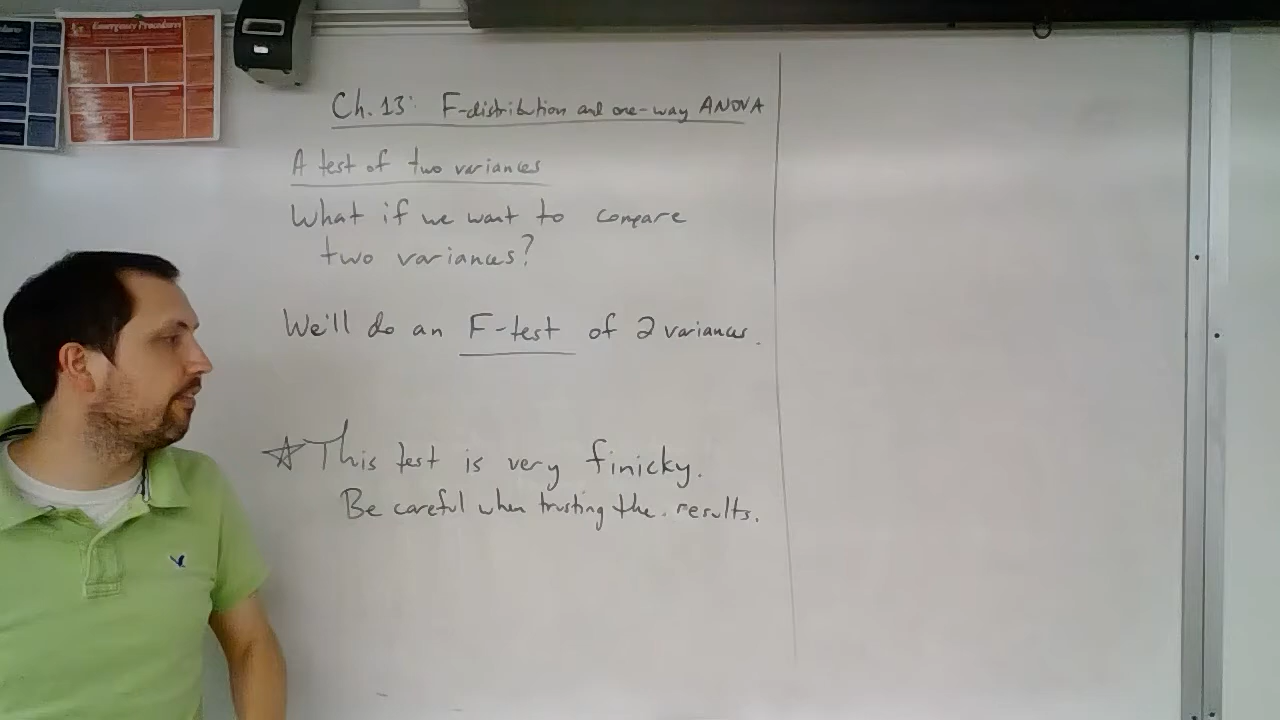 Emergency Procedures
Ch. 13: F-distribution and one-way ANOVA
A test of two variances
What if we want to compare
two variances?
We'll do an F-test of 2 variances.
☆ This test is very finicky.
Be careful when trusting the results.